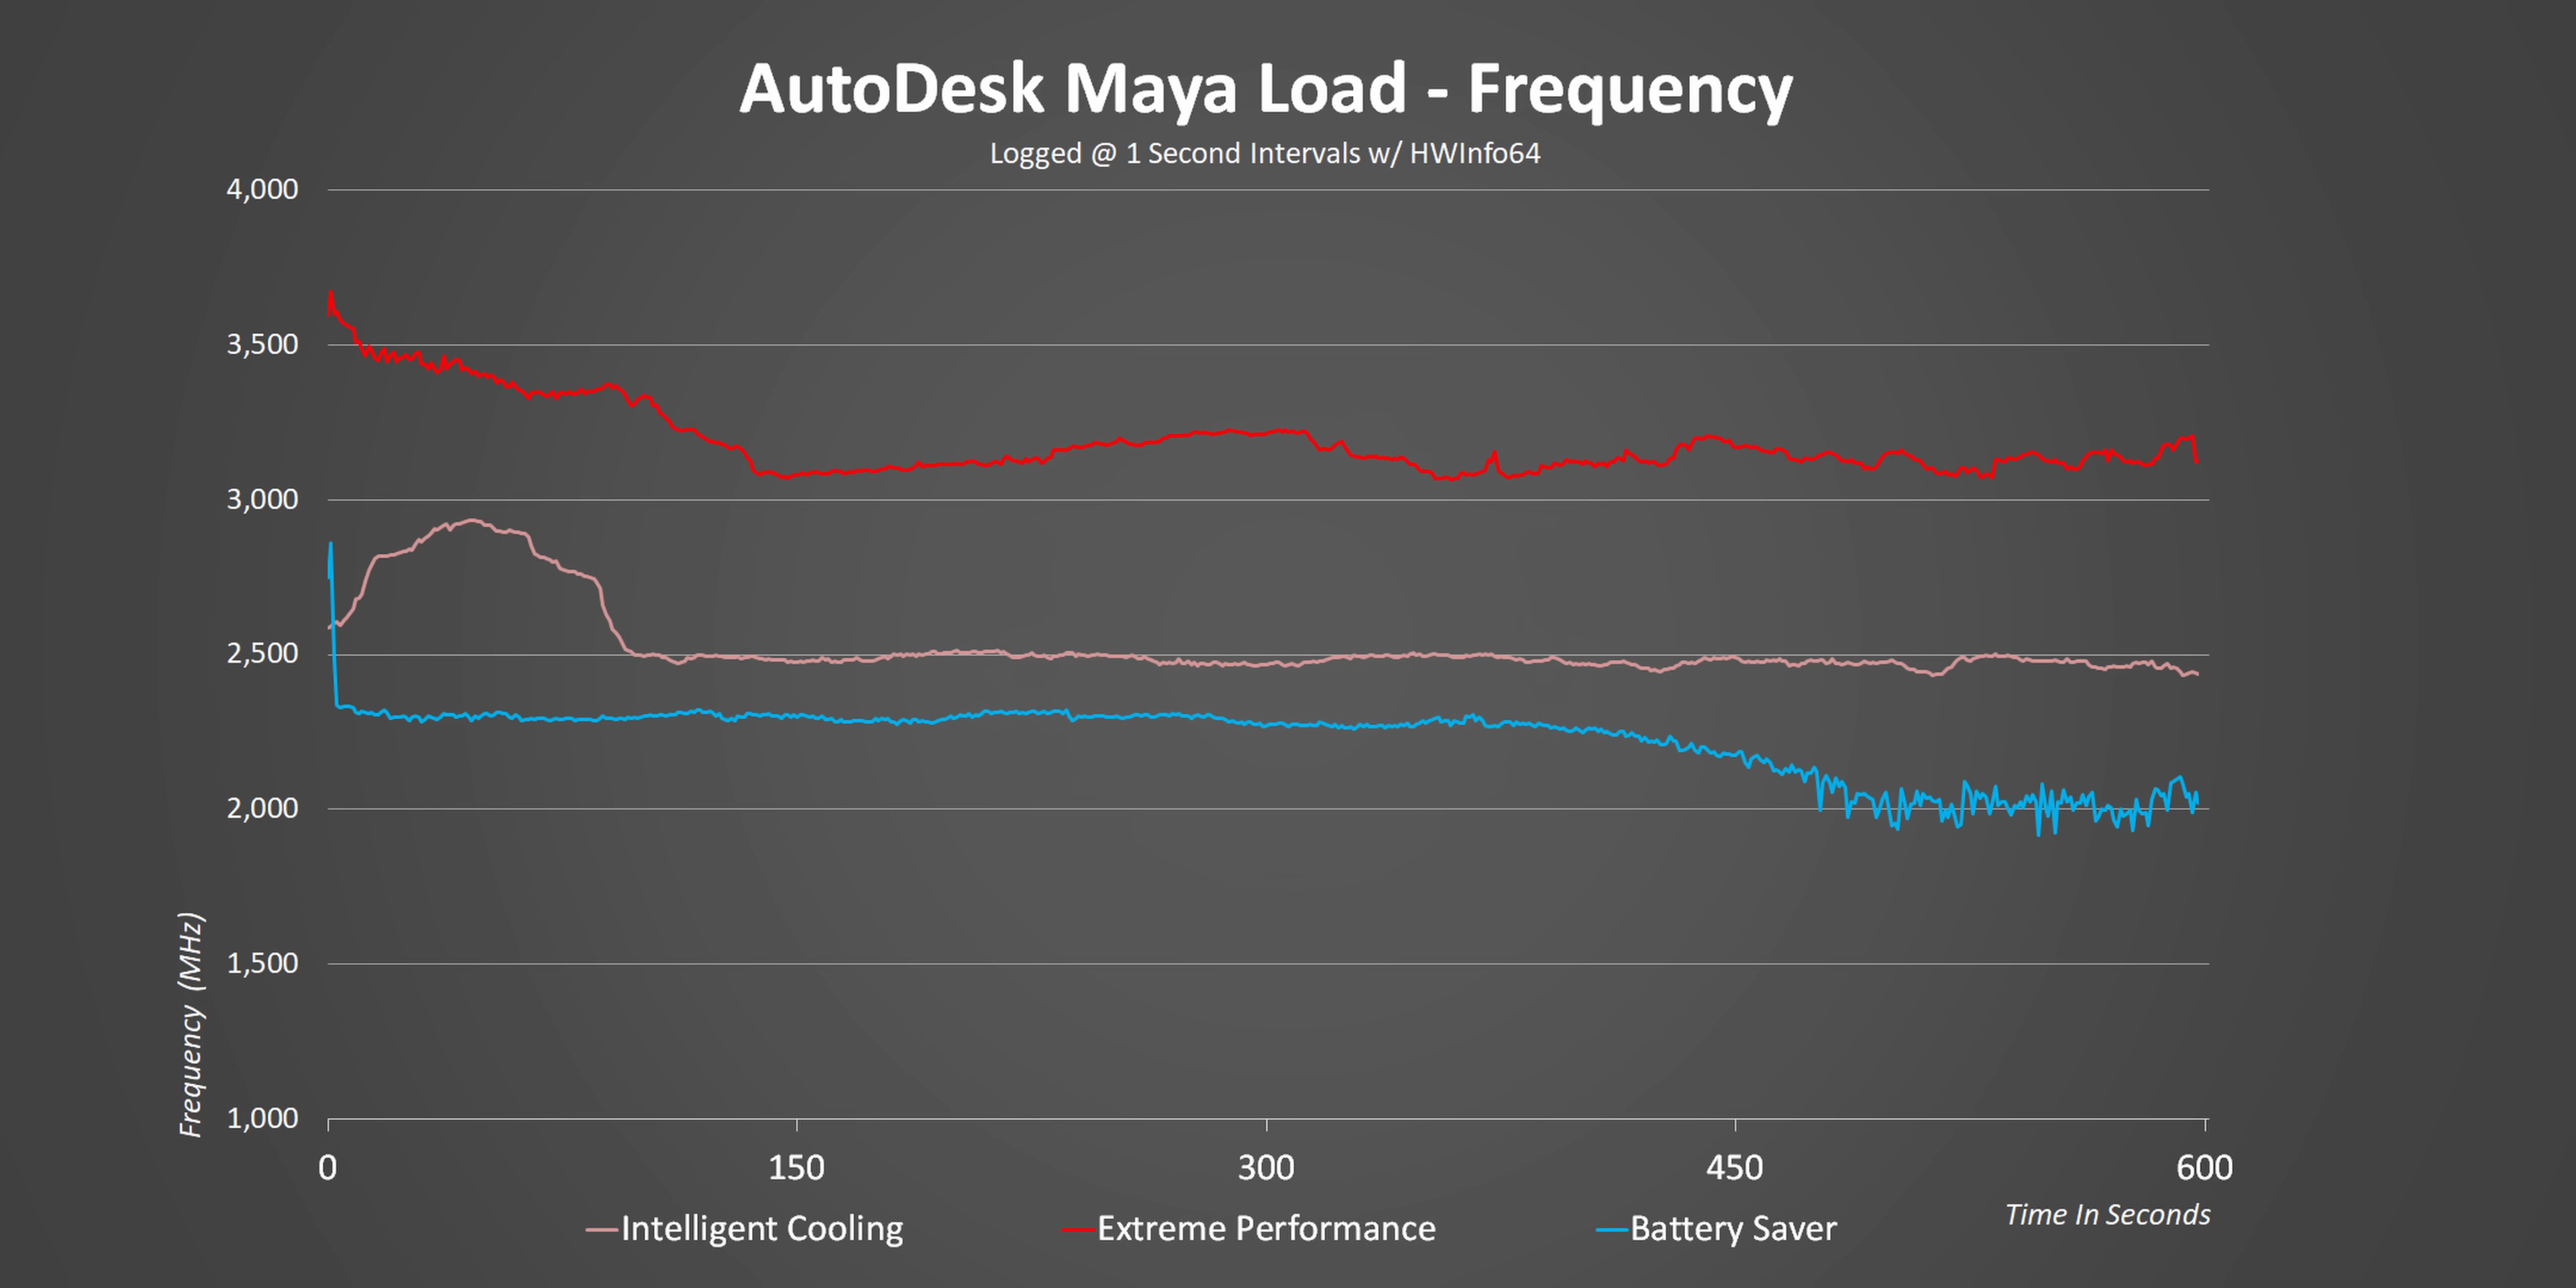 AutoDesk Maya Load - Frequency
Logged @ 1 Second Intervals w/ HWInfo64
4,000
3,500
3,000
2,500
2,000
1,500
1,000
Frequency (MHz)
0 150 300 450 600
Time In Seconds
Intelligent Cooling Extreme Performance Battery Saver